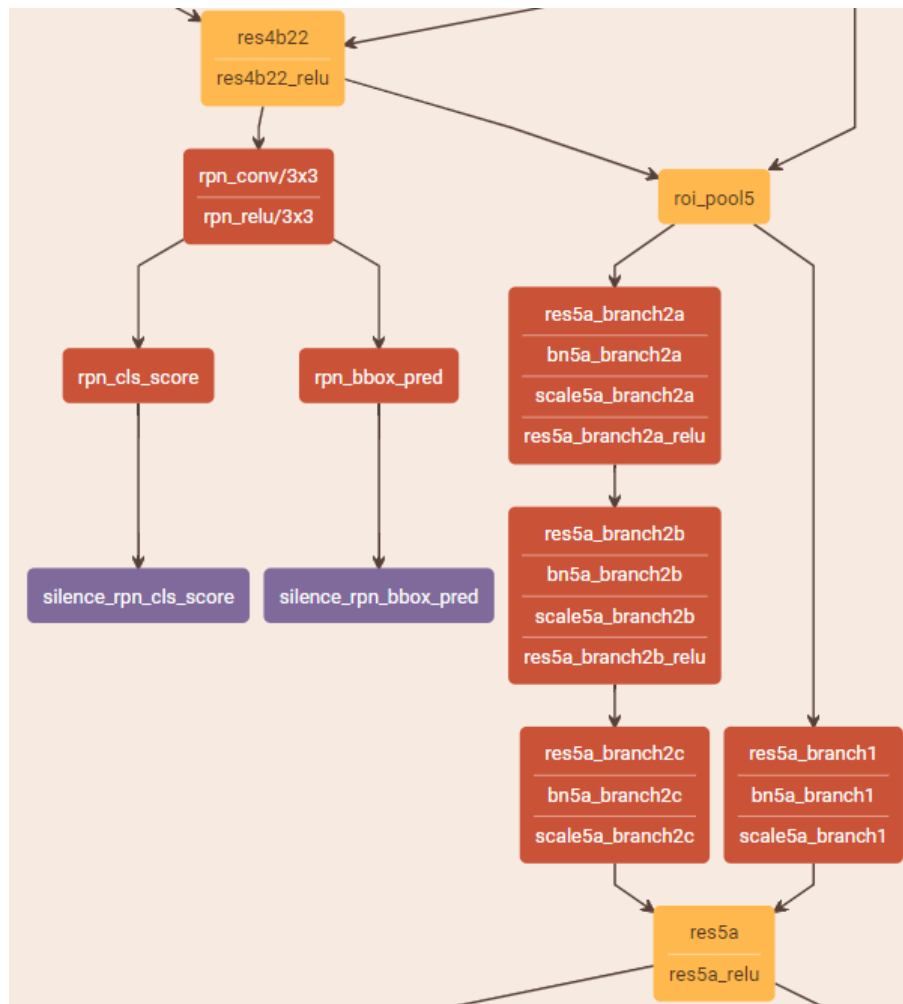 res4b22
res4b22_relu
rpn_conv/3x3
rpn_relu/3x3
roi_pool5
rpn_cls_score
rpn_bbox_pred
silence_rpn_cls_score
silence_rpn_bbox_pred
res5a_branch2a
bn5a_branch2a
scale5a_branch2a
res5a_branch2a_relu
res5a_branch2b
bn5a_branch2b
scale5a_branch2b
res5a_branch2b_relu
res5a_branch2c
bn5a_branch2c
scale5a_branch2c
res5a_branch1
bn5a_branch1
scale5a_branch1
res5a
res5a_relu